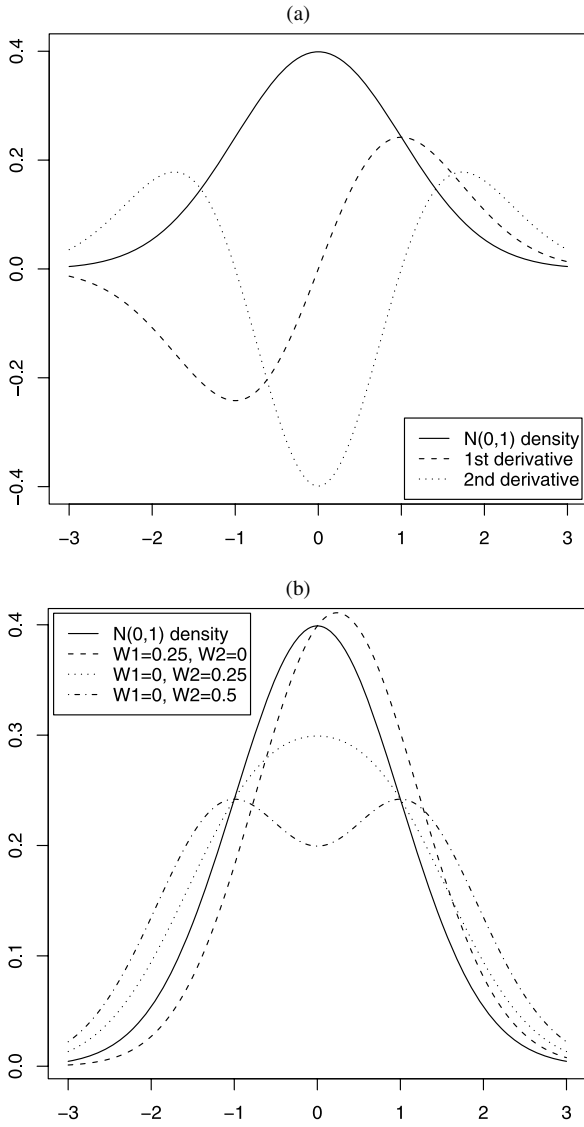 (a)
0.4
0.2
0.0
−0.2
−0.4
N(0,1) density
1st derivative
2nd derivative
−3 −2 −1 0 1 2 3
(b)
0.4
0.3
0.2
0.1
0.0
N(0,1) density
W1=0.25, W2=0
W1=0, W2=0.25
W1=0, W2=0.5
−3 −2 −1 0 1 2 3